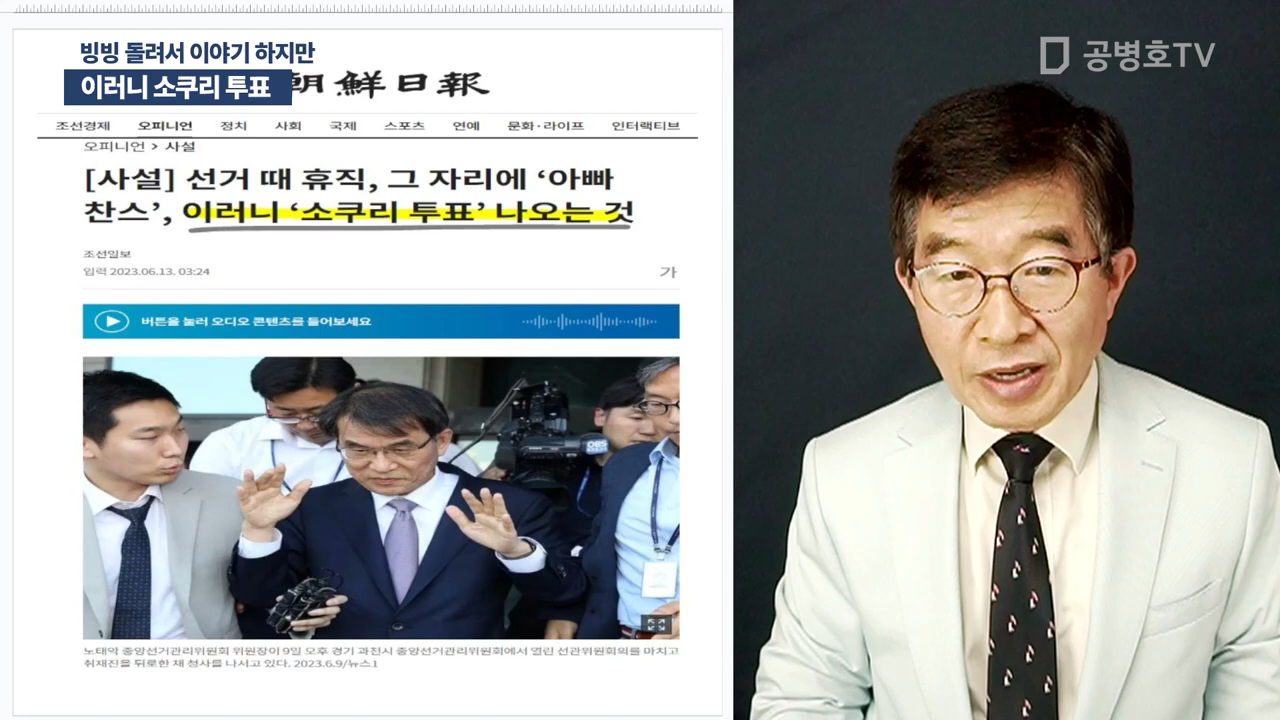 빙빙 돌려서 이야기 하지만
이러니 소쿠리 투표
朝鮮日報
조선경제 오피니언 정치 사회 국제 스포츠 연예 문화·라이프 인터랙티브
오피니언 > 사설
[사설] 선거 때 휴직, 그 자리에 ‘아빠
찬스’, 이러니 ‘소쿠리 투표’ 나오는 것
조선일보
입력 2023.06.13. 03:24
가
버튼을 눌러 오디오 콘텐츠를 들어보세요
OBS
노태악 중앙선거관리위원회 위원장이 9일 오후 경기 과천시 중앙선거관리위원회에서 열린 선관위원회의를 마치고
취재진을 뒤로한 채 청사를 나서고 있다. 2023.6.9/뉴스1
공병호TV